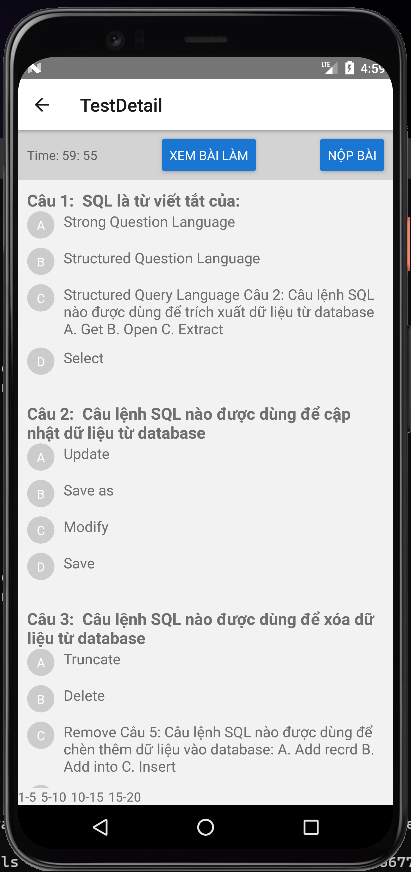 LTE 4:59
TestDetail
Time: 59: 55 XEM BÀI LÀM NỘP BÀI
Câu 1: SQL là từ viết tắt của:
A Strong Question Language
B Structured Question Language
C Structured Query Language Câu 2: Câu lệnh SQL
nào được dùng để trích xuất dữ liệu từ database
A. Get B. Open C. Extract
D Select
Câu 2: Câu lệnh SQL nào được dùng để cập
nhật dữ liệu từ database
A Update
B Save as
C Modify
D Save
Câu 3: Câu lệnh SQL nào được dùng để xóa dữ
liệu từ database
A Truncate
B Delete
C Remove Câu 5: Câu lệnh SQL nào được dùng để
chèn thêm dữ liệu vào database: A. Add recrd B.
Add into C. Insert
1-5 5-10 10-15 15-20
ls